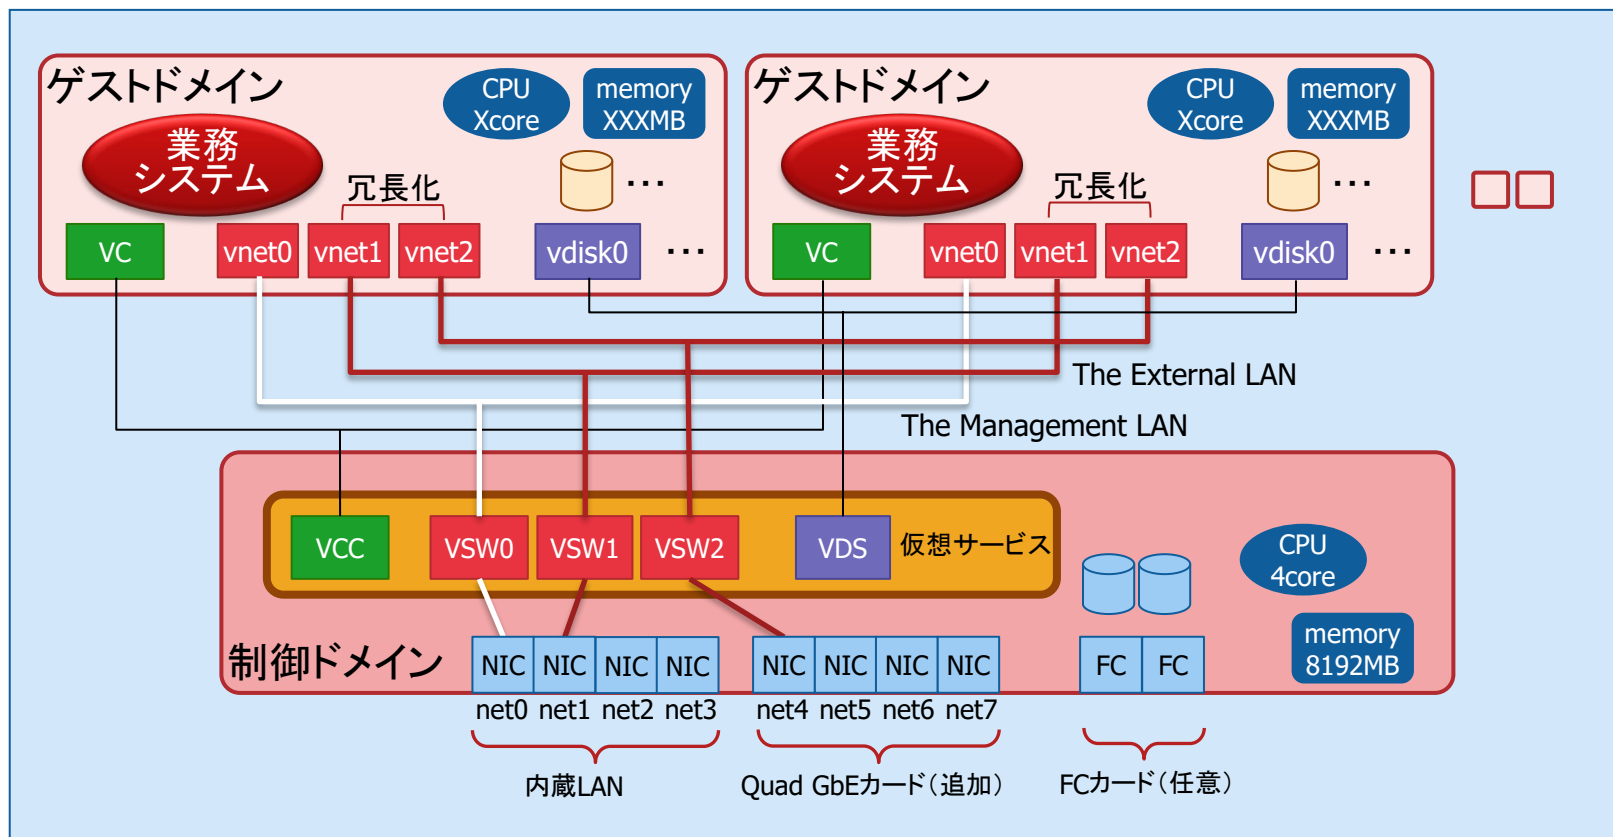 ゲストドメイン
CPU
Xcore
memory
XXXMB
業務
システム
冗長化
・・・
VC
vnet0
vnet1
vnet2
vdisk0
・・・
ゲストドメイン
CPU
Xcore
memory
XXXMB
業務
システム
冗長化
・・・
VC
vnet0
vnet1
vnet2
vdisk0
・・・
□□
The External LAN
The Management LAN
VCC
VSW0
VSW1
VSW2
VDS
仮想サービス
CPU
4core
memory
8192MB
制御ドメイン
NIC NIC NIC NIC
NIC NIC NIC NIC
FC FC
net0 net1 net2 net3
net4 net5 net6 net7
内蔵LAN
Quad GbEカード（追加）
FCカード（任意）